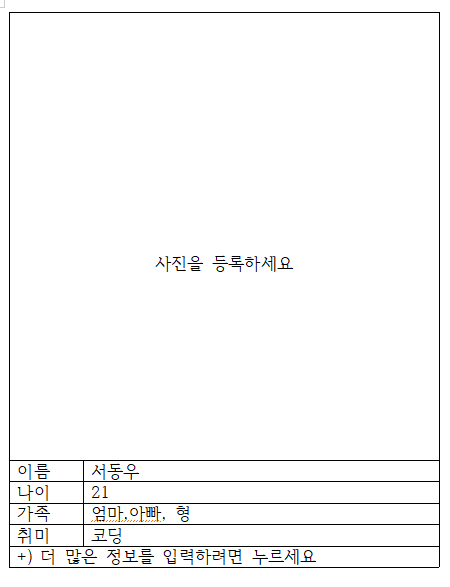 사진을 등록하세요
이름 서동우
나이 21
가족 엄마,아빠, 형
취미 코딩
+) 더 많은 정보를 입력하려면 누르세요